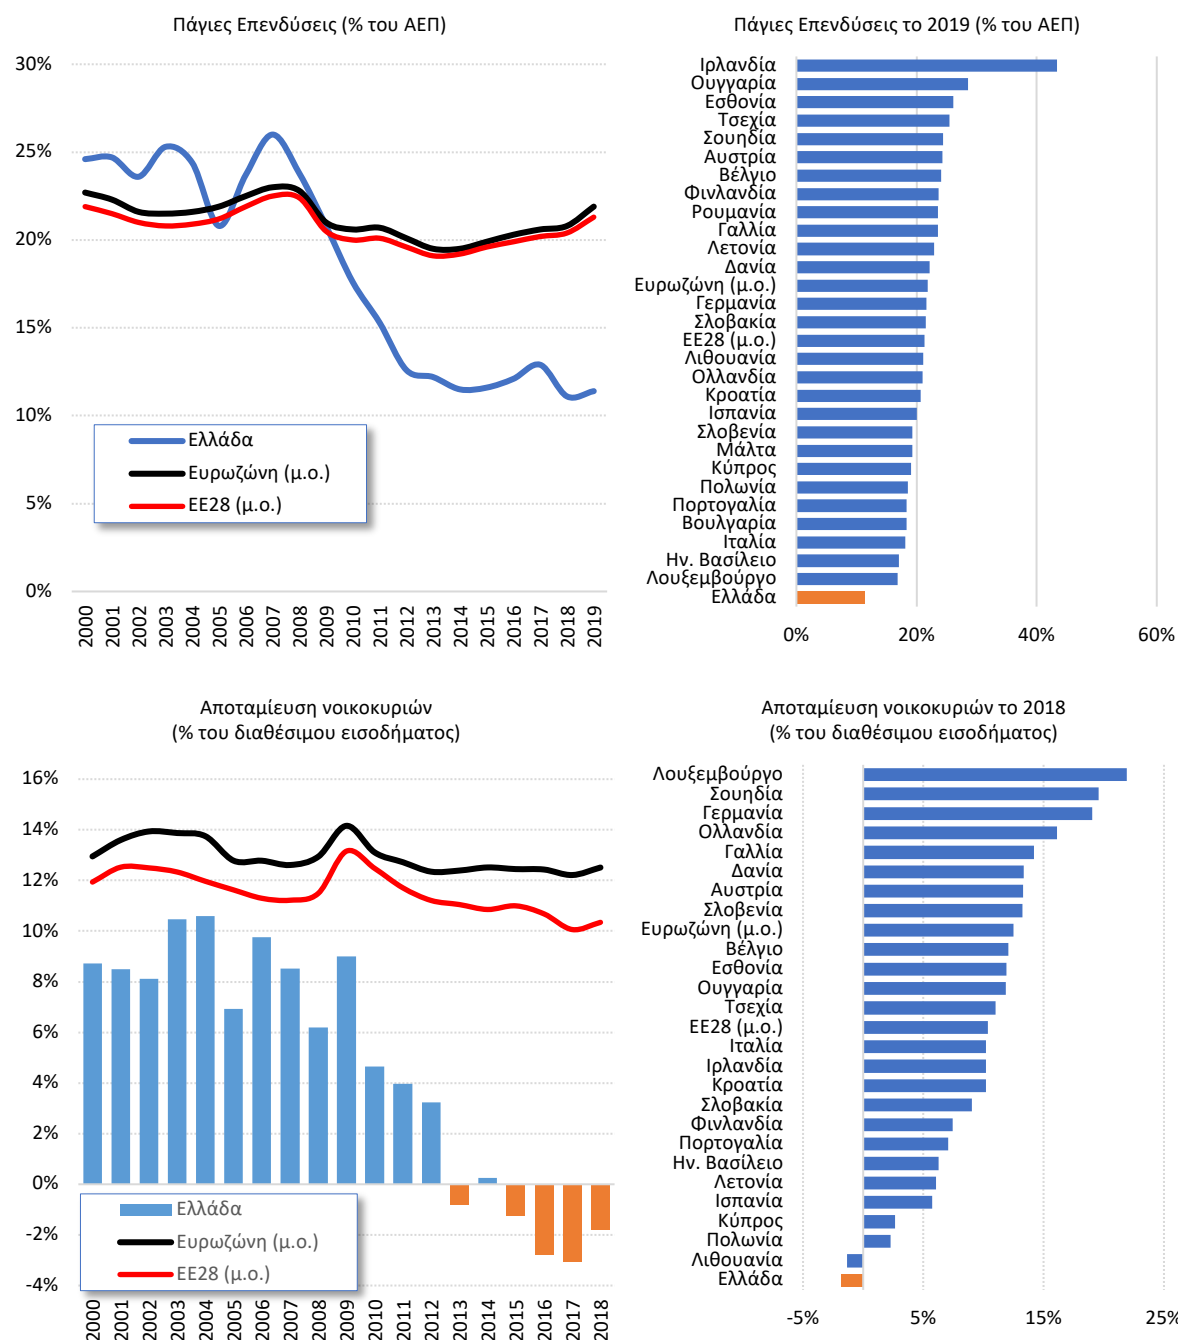 Πάγιες Επενδύσεις (% του ΑΕΠ)
30%
25%
20%
15%
10%
5%
0%
Ελλάδα
Ευρωζώνη (μ.ο.)
ΕΕ28 (μ.ο.)
2000
2001
2002
2003
2004
2005
2006
2007
2008
2009
2010
2011
2012
2013
2014
2015
2016
2017
2018
2019
Πάγιες Επενδύσεις το 2019 (% του ΑΕΠ)
Ιρλανδία
Ουγγαρία
Εσθονία
Τσεχία
Σουηδία
Αυστρία
Βέλγιο
Φινλανδία
Ρουμανία
Γαλλία
Λετονία
Δανία
Ευρωζώνη (μ.ο.)
Γερμανία
Σλοβακία
ΕΕ28 (μ.ο.)
Λιθουανία
Ολλανδία
Κροατία
Ισπανία
Σλοβενία
Μάλτα
Κύπρος
Πολωνία
Πορτογαλία
Βουλγαρία
Ιταλία
Ην. Βασίλειο
Λουξεμβούργο
Ελλάδα
0%
20%
40%
60%
Αποταμίευση νοικοκυριών
(% του διαθέσιμου εισοδήματος)
16%
14%
12%
10%
8%
6%
4%
2%
0%
-2%
-4%
Ελλάδα
Ευρωζώνη (μ.ο.)
ΕΕ28 (μ.ο.)
2000
2001
2002
2003
2004
2005
2006
2007
2008
2009
2010
2011
2012
2013
2014
2015
2016
2017
2018
Αποταμίευση νοικοκυριών το 2018
(% του διαθέσιμου εισοδήματος)
Λουξεμβούργο
Σουηδία
Γερμανία
Ολλανδία
Γαλλία
Δανία
Αυστρία
Σλοβενία
Ευρωζώνη (μ.ο.)
Βέλγιο
Εσθονία
Ουγγαρία
Τσεχία
ΕΕ28 (μ.ο.)
Ιταλία
Ιρλανδία
Κροατία
Σλοβακία
Φινλανδία
Πορτογαλία
Ην. Βασίλειο
Λετονία
Ισπανία
Κύπρος
Πολωνία
Λιθουανία
Ελλάδα
-5%
5%
15%
25%